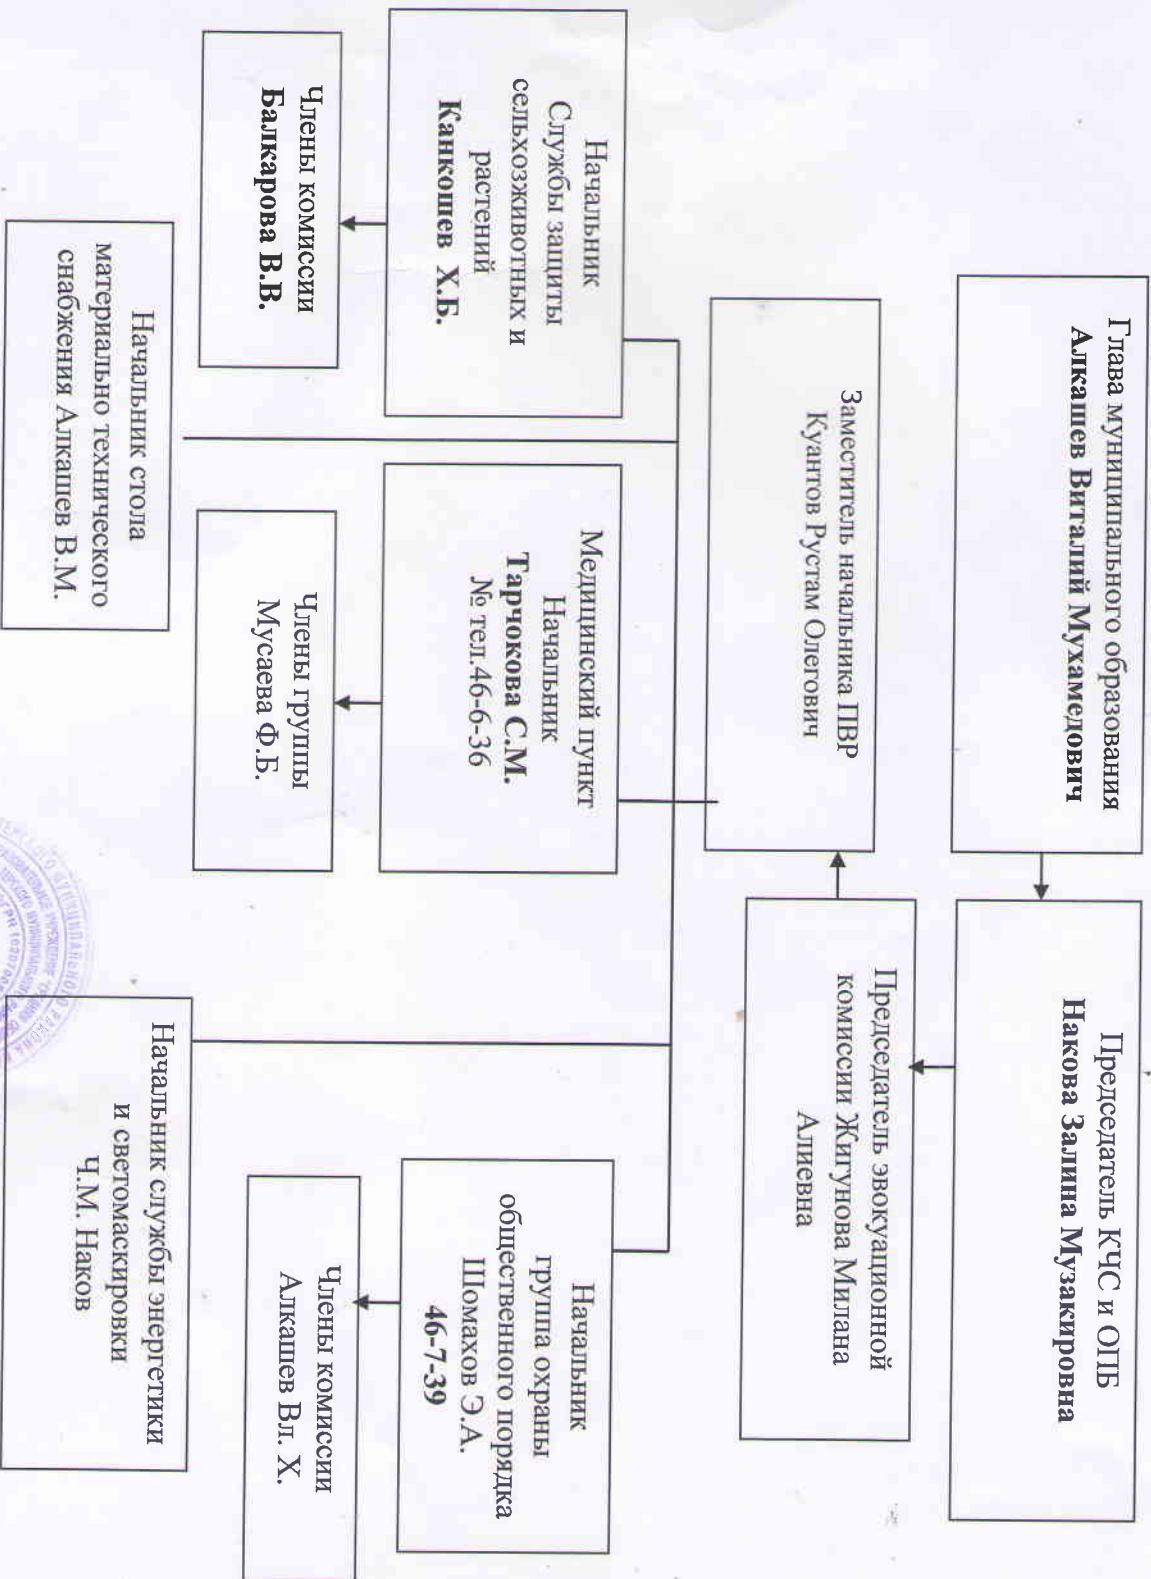 Глава муниципального образования
Алкашев Виталий Мухамедович
Председатель КЧС и ОПБ
Накова Залина Музакировна
Заместитель начальника ПВР
Куантов Рустам Олегович
Председатель эвокуационной
комиссии Жигунова Милана
Алиевна
Начальник
Службы защиты
сельхозживотных и
растений
Канкошев Х.Б.
Медицинский пункт
Начальник
Тарчокова С.М.
№ тел.46-6-36
Начальник
группа охраны
общественного порядка
Шомахов Э.А.
46-7-39
Члены комиссии
Балкарова В.В.
Члены группы
Мусаева Ф.Б.
Члены комиссии
Алкашев Вл. Х.
Начальник стола
материально технического
снабжения Алкашев В.М.
Начальник службы энергетики
и светомаскировки
Ч.М. Наков
МУНИЦИПАЛЬНОГО РАЙОНА